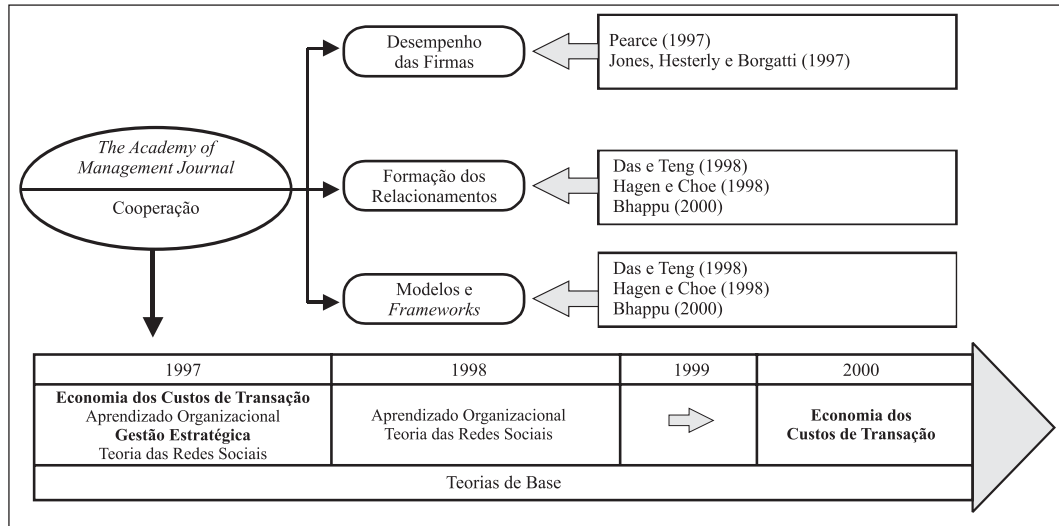 The Academy of
Management Journal
Cooperação
Desempenho
das Firmas
Pearce (1997)
Jones, Hesterly e Borgatti (1997)
Formação dos
Relacionamentos
Das e Teng (1998)
Hagen e Choe (1998)
Bhappu (2000)
Modelos e
Frameworks
Das e Teng (1998)
Hagen e Choe (1998)
Bhappu (2000)
1997
1998
1999
2000
Economia dos Custos de Transação
Aprendizado Organizacional
Gestão Estratégica
Teoria das Redes Sociais
Aprendizado Organizacional
Teoria das Redes Sociais
Economia dos
Custos de Transação
Teorias de Base